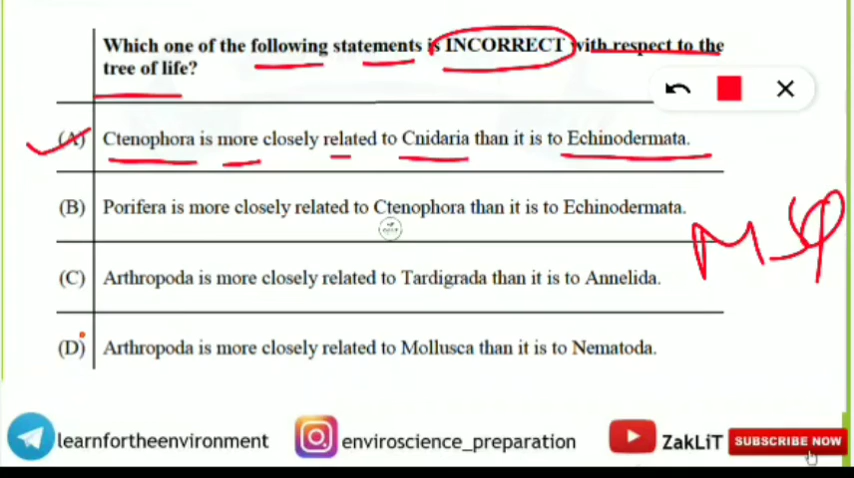 Which one of the following statements is INCORRECT with respect to the
tree of life?
(A) Ctenophora is more closely related to Cnidaria than it is to Echinodermata.
(B) Porifera is more closely related to Ctenophora than it is to Echinodermata.
(C) Arthropoda is more closely related to Tardigrada than it is to Annelida.
(D) Arthropoda is more closely related to Mollusca than it is to Nematoda.
learnfortheenvironment enviroscience_preparation ZakLiT SUBSCRIBE NOW